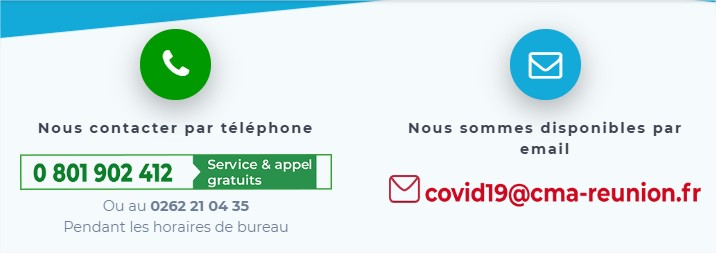 Nous contacter par téléphone
0 801 902 412
Service & appel
gratuits
Ou au 0262 21 04 35
Pendant les horaires de bureau
Nous sommes disponibles par
email
covid19@cma-reunion.fr